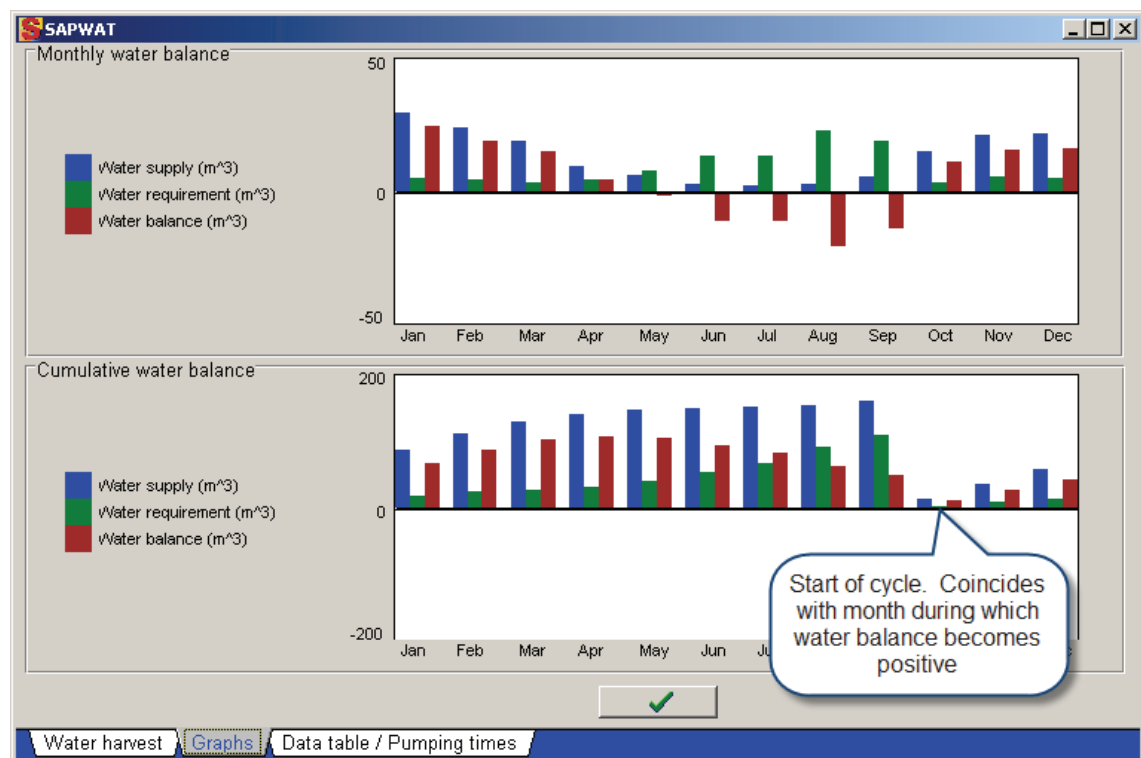 SAPWAT
Monthly water balance
50
0
-50
Water supply (m^3)
Water requirement (m^3)
Water balance (m^3)
Jan Feb Mar Apr May Jun Jul Aug Sep Oct Nov Dec
Cumulative water balance
200
0
-200
Water supply (m^3)
Water requirement (m^3)
Water balance (m^3)
Jan Feb Mar Apr May Jun
Start of cycle. Coincides
with month during which
water balance becomes
positive
Water harvest Graphs Data table / Pumping times